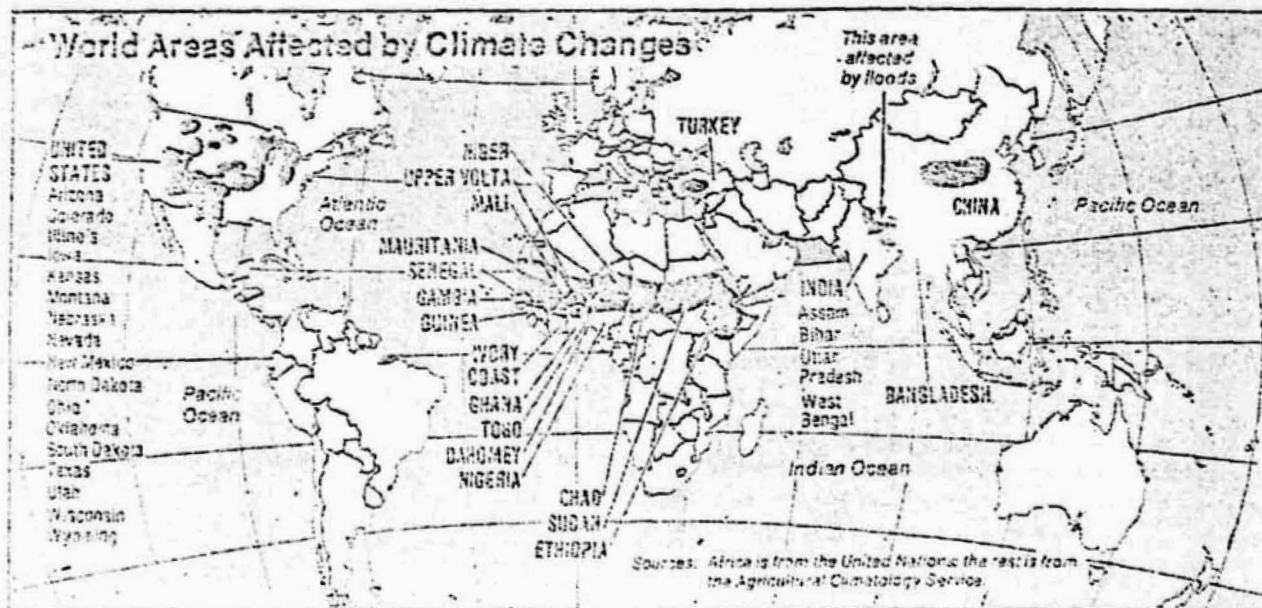 World Areas Affected by Climate Changes
This area
affected
by floods
TURKEY
UNITED
STATES
Arizona
Colorado
Illinois
Iowa
Kansas
Montana
Nebraska
Nevada
New Mexico
North Dakota
Ohio
Oklahoma
South Dakota
Texas
Utah
Wisconsin
Wyoming
Atlantic
Ocean
Pacific
Ocean
NIGER
UPPER VOLTA
MALI
MAURITANIA
SENEGAL
GAMBIA
GUINEA
IVORY
COAST
GHANA
TOGO
DAHOMEY
NIGERIA
CHAD
SUDAN
ETHIOPIA
INDIA
Assam
Bihar
Uttar
Pradesh
West
Bengal
BANGLADESH
CHINA
Pacific Ocean
Indian Ocean
Sources: Africa is from the United Nations; the rest is from
the Agricultural Climatology Service.